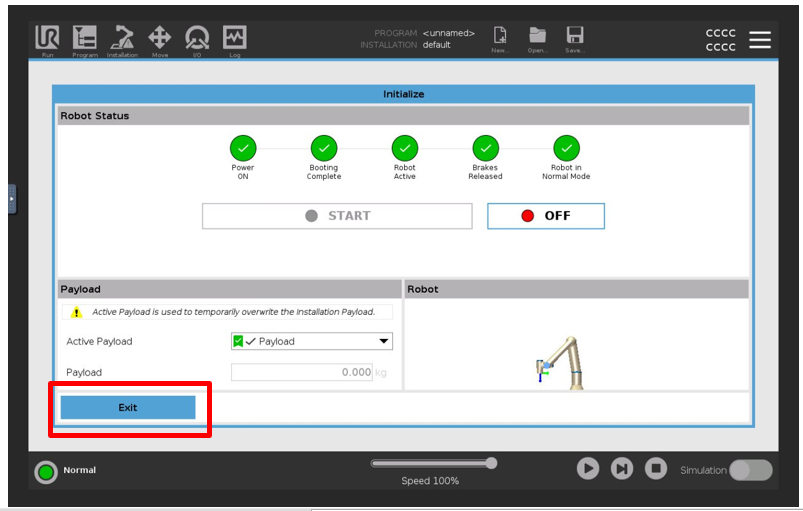 PROGRAM <unnamed>
INSTALLATION default
CCCC
CCCC
Run
Program
Installation
Move
I/O
Log
New...
Open...
Save...
Initialize
Robot Status
Power
ON
Booting
Complete
Robot
Active
Brakes
Released
Robot in
Normal Mode
START
OFF
Payload
Robot
Active Payload is used to temporarily overwrite the Installation Payload.
Active Payload
Payload
Payload
0.000 kg
Exit
Normal
Speed 100%
Simulation